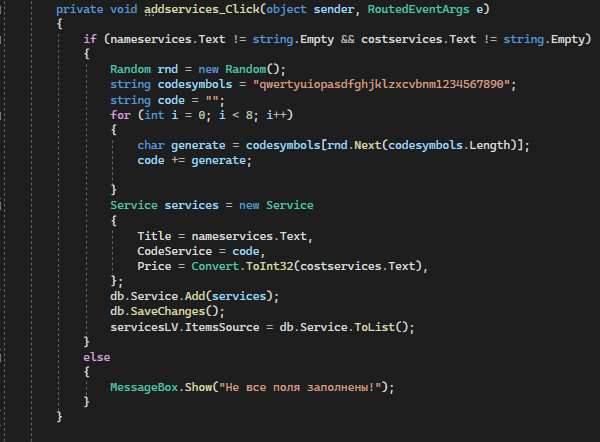 private void addservices_Click(object sender, RoutedEventArgs e)
{
if (nameservices.Text != string.Empty && costservices.Text != string.Empty)
{
Random rnd = new Random();
string codesymbols = "qwertyuiopasdfghjklzxcvbnm1234567890";
string code = "";
for (int i = 0; i < 8; i++)
{
char generate = codesymbols[rnd.Next(codesymbols.Length)];
code += generate;
}
Service services = new Service
{
Title = nameservices.Text,
CodeService = code,
Price = Convert.ToInt32(costservices.Text),
};
db.Service.Add(services);
db.SaveChanges();
servicesLV.ItemsSource = db.Service.ToList();
}
else
{
MessageBox.Show("Не все поля заполнены!");
}
}